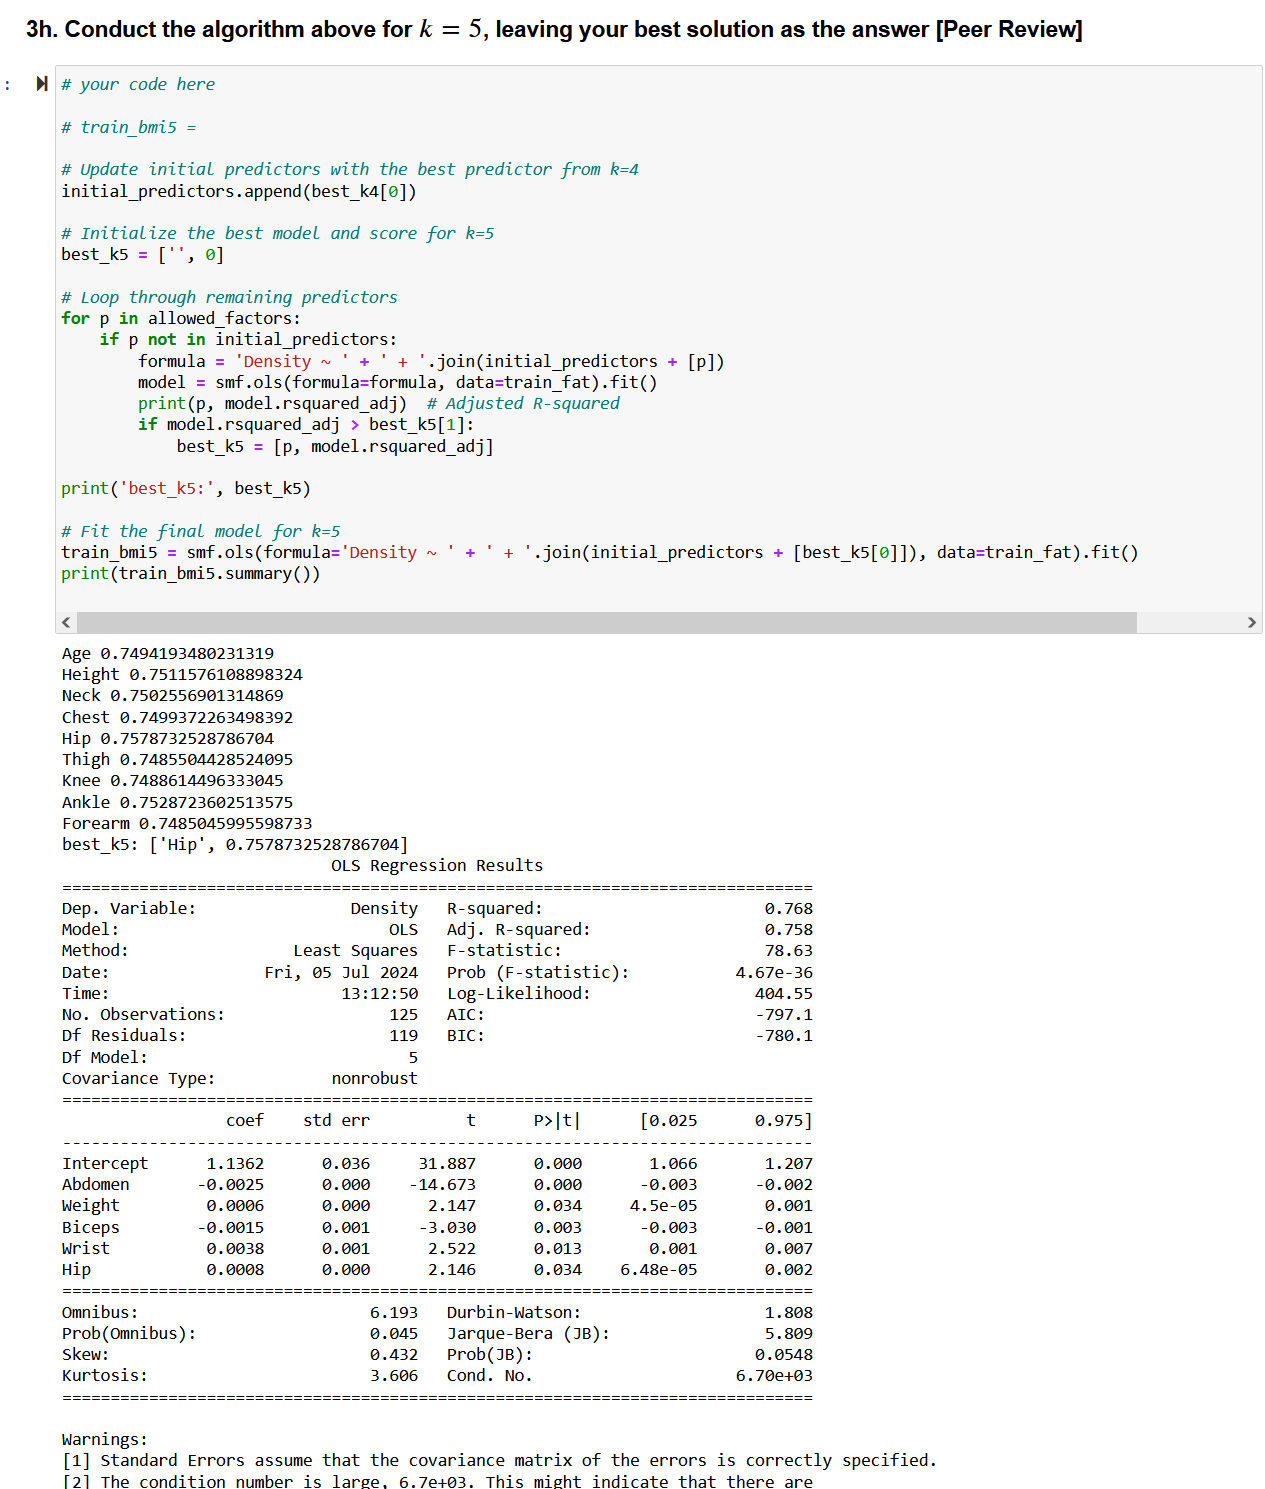 3h. Conduct the algorithm above for k = 5, leaving your best solution as the answer [Peer Review]
:
# your code here
# train_bmi5 =
# Update initial predictors with the best predictor from k=4
initial_predictors.append(best_k4[0])
# Initialize the best model and score for k=5
best_k5 = ['', 0]
# Loop through remaining predictors
for p in allowed_factors:
    if p not in initial_predictors:
        formula = 'Density ~ ' + ' + '.join(initial_predictors + [p])
        model = smf.ols(formula=formula, data=train_fat).fit()
        print(p, model.rsquared_adj)  # Adjusted R-squared
        if model.rsquared_adj > best_k5[1]:
            best_k5 = [p, model.rsquared_adj]
print('best_k5:', best_k5)
# Fit the final model for k=5
train_bmi5 = smf.ols(formula='Density ~ ' + ' + '.join(initial_predictors + [best_k5[0]]), data=train_fat).fit()
print(train_bmi5.summary())
Age 0.7494193480231319
Height 0.7511576108898324
Neck 0.7502556901314869
Chest 0.7499372263498392
Hip 0.7578732528786704
Thigh 0.7485504428524095
Knee 0.7488614496333045
Ankle 0.7528723602513575
Forearm 0.7485045995598733
best_k5: ['Hip', 0.7578732528786704]
                            OLS Regression Results
==============================================================================
Dep. Variable:                Density   R-squared:                       0.768
Model:                            OLS   Adj. R-squared:                  0.758
Method:                 Least Squares   F-statistic:                     78.63
Date:                Fri, 05 Jul 2024   Prob (F-statistic):           4.67e-36
Time:                        13:12:50   Log-Likelihood:                 404.55
No. Observations:                 125   AIC:                            -797.1
Df Residuals:                     119   BIC:                            -780.1
Df Model:                           5
Covariance Type:            nonrobust
==============================================================================
                 coef    std err          t      P>|t|      [0.025      0.975]
------------------------------------------------------------------------------
Intercept      1.1362      0.036     31.887      0.000       1.066       1.207
Abdomen       -0.0025      0.000    -14.673      0.000      -0.003      -0.002
Weight         0.0006      0.000      2.147      0.034     4.5e-05       0.001
Biceps        -0.0015      0.001     -3.030      0.003      -0.003      -0.001
Wrist          0.0038      0.001      2.522      0.013       0.001       0.007
Hip            0.0008      0.000      2.146      0.034    6.48e-05       0.002
==============================================================================
Omnibus:                        6.193   Durbin-Watson:                   1.808
Prob(Omnibus):                  0.045   Jarque-Bera (JB):                5.809
Skew:                           0.432   Prob(JB):                       0.0548
Kurtosis:                       3.606   Cond. No.                     6.70e+03
==============================================================================
Warnings:
[1] Standard Errors assume that the covariance matrix of the errors is correctly specified.
[2] The condition number is large, 6.7e+03. This might indicate that there are